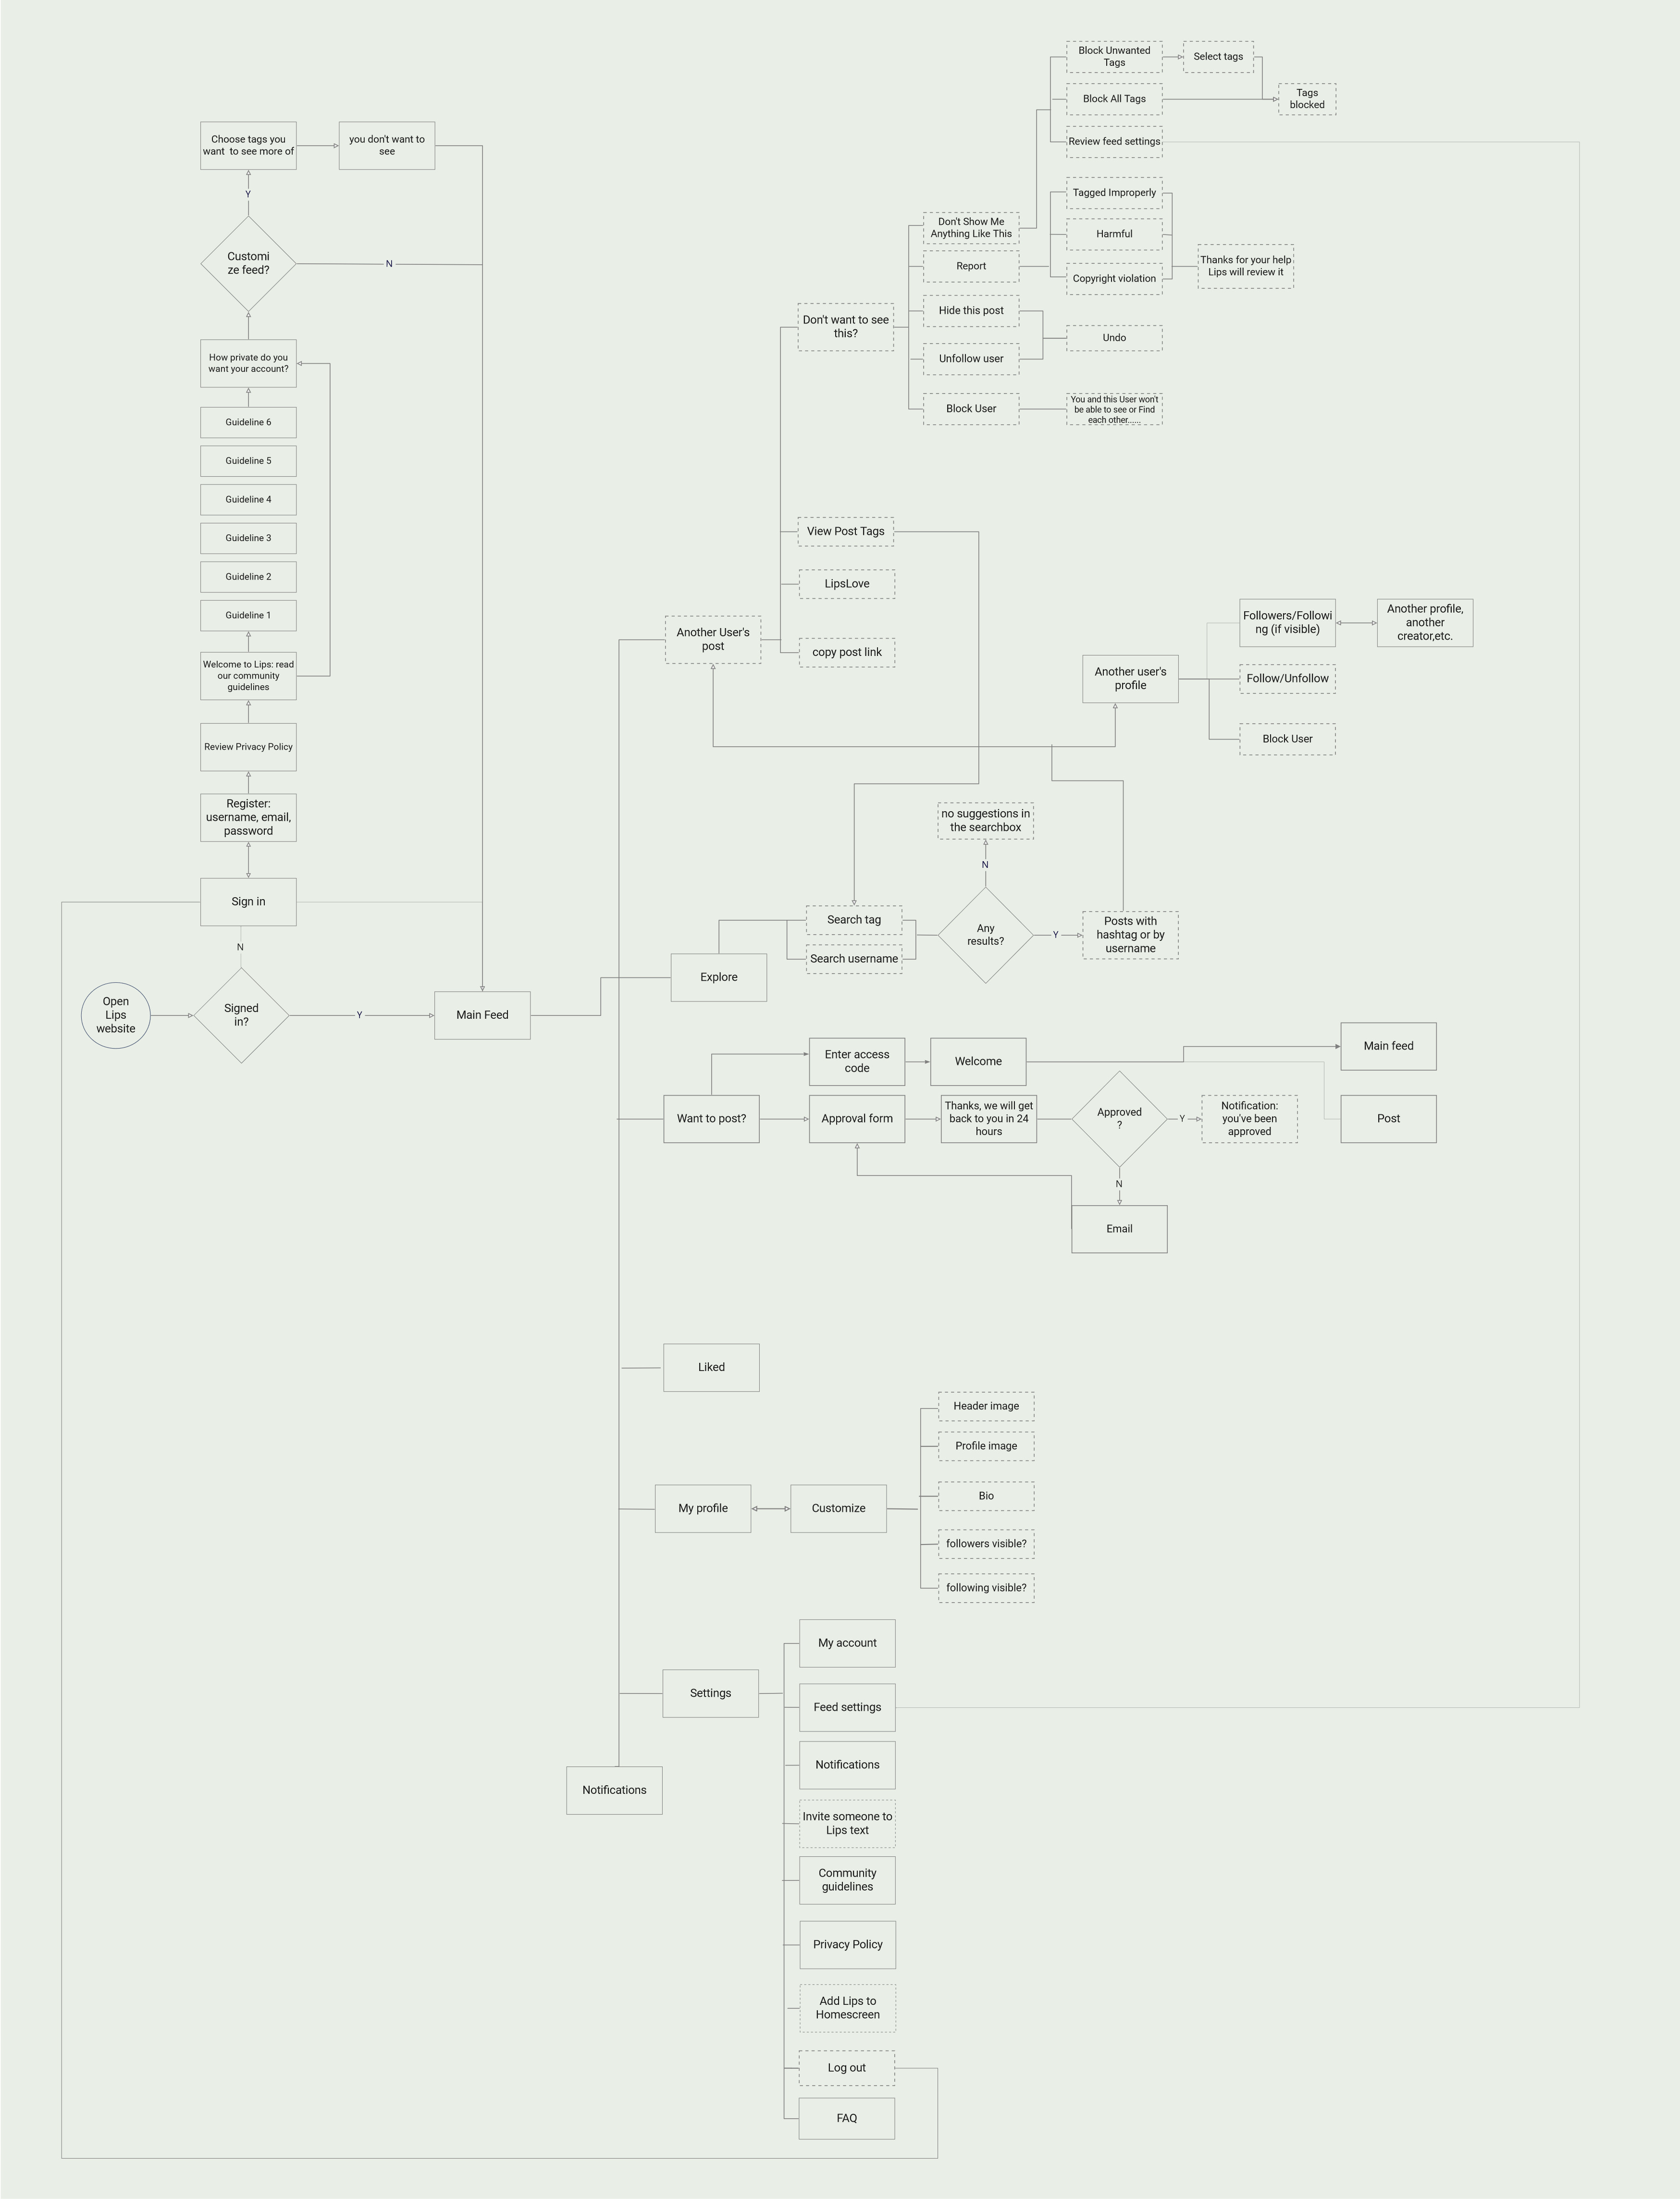 Block Unwanted
Tags
Select tags
Block All Tags
Tags
blocked
Review feed settings
Choose tags you
want  to see more of
you don't want to
see
Y
Customi
ze feed?
N
How private do you
want your account?
Guideline 6
Guideline 5
Guideline 4
Guideline 3
Guideline 2
Guideline 1
Welcome to Lips: read
our community
guidelines
Review Privacy Policy
Register:
username, email,
password
Sign in
N
Open
Lips
website
Signed
in?
Y
Main Feed
Don't Show Me
Anything Like This
Report
Hide this post
Unfollow user
Block User
Tagged Improperly
Harmful
Copyright violation
Thanks for your help
Lips will review it
Undo
You and this User won't
be able to see or Find
each other......
Don't want to see
this?
View Post Tags
LipsLove
copy post link
Another User's
post
Another user's
profile
Followers/Followi
ng (if visible)
Another profile,
another
creator,etc.
Follow/Unfollow
Block User
no suggestions in
the searchbox
N
Search tag
Search username
Any
results?
Y
Posts with
hashtag or by
username
Explore
Enter access
code
Welcome
Main feed
Want to post?
Approval form
Thanks, we will get
back to you in 24
hours
Approved
?
Y
Notification:
you've been
approved
Post
N
Email
Liked
Header image
Profile image
Bio
followers visible?
following visible?
My profile
Customize
My account
Settings
Feed settings
Notifications
Notifications
Invite someone to
Lips text
Community
guidelines
Privacy Policy
Add Lips to
Homescreen
Log out
FAQ